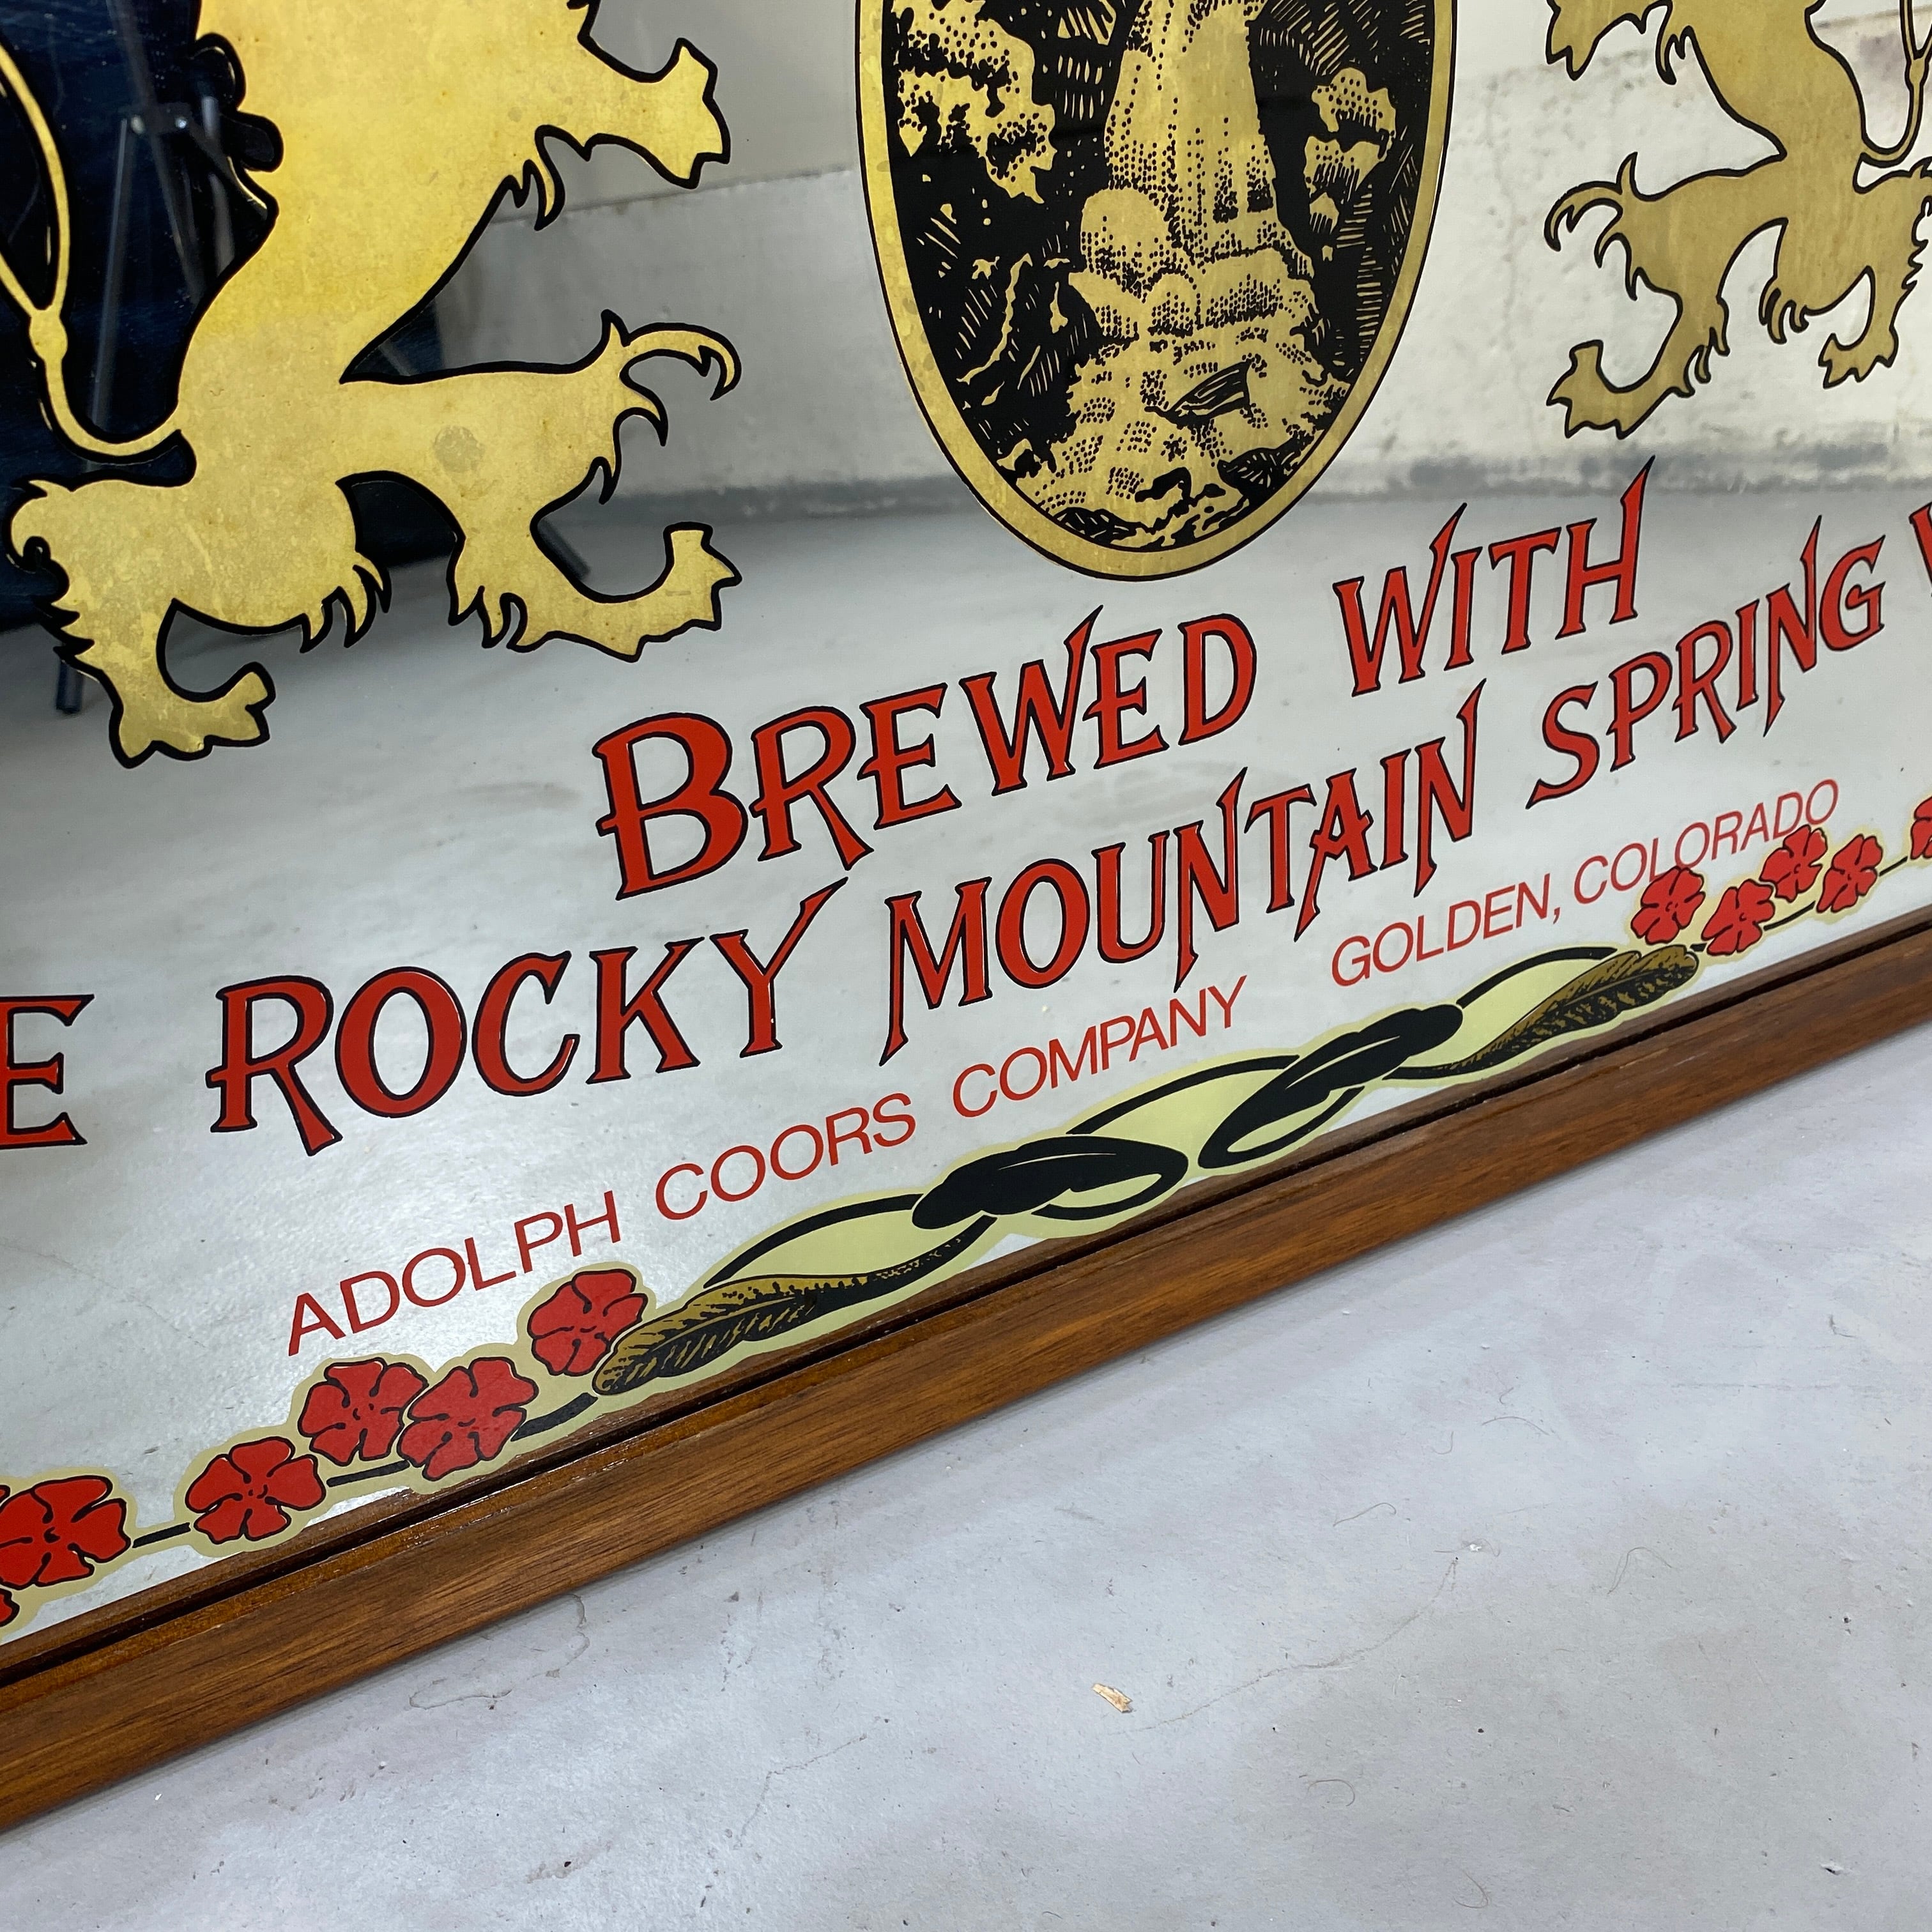 BREWED WITH
E ROCKY MOUNTAIN SPRING W
ADOLPH COORS COMPANY GOLDEN, COLORADO